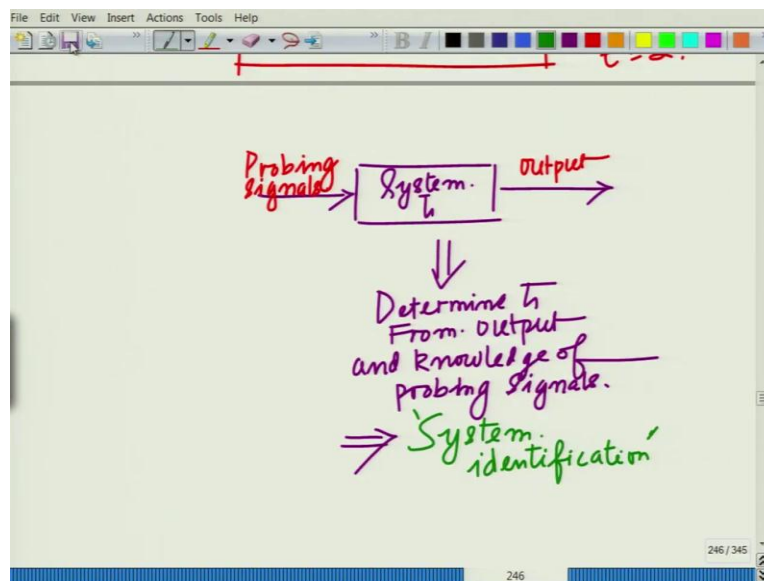 File Edit View Insert Actions Tools Help
B I
Probing
Signals
System.
h̄
output
Determine h̄
From. output
and knowledge of
probing Signals.
⇒ 'System.
identification'
246/345
246